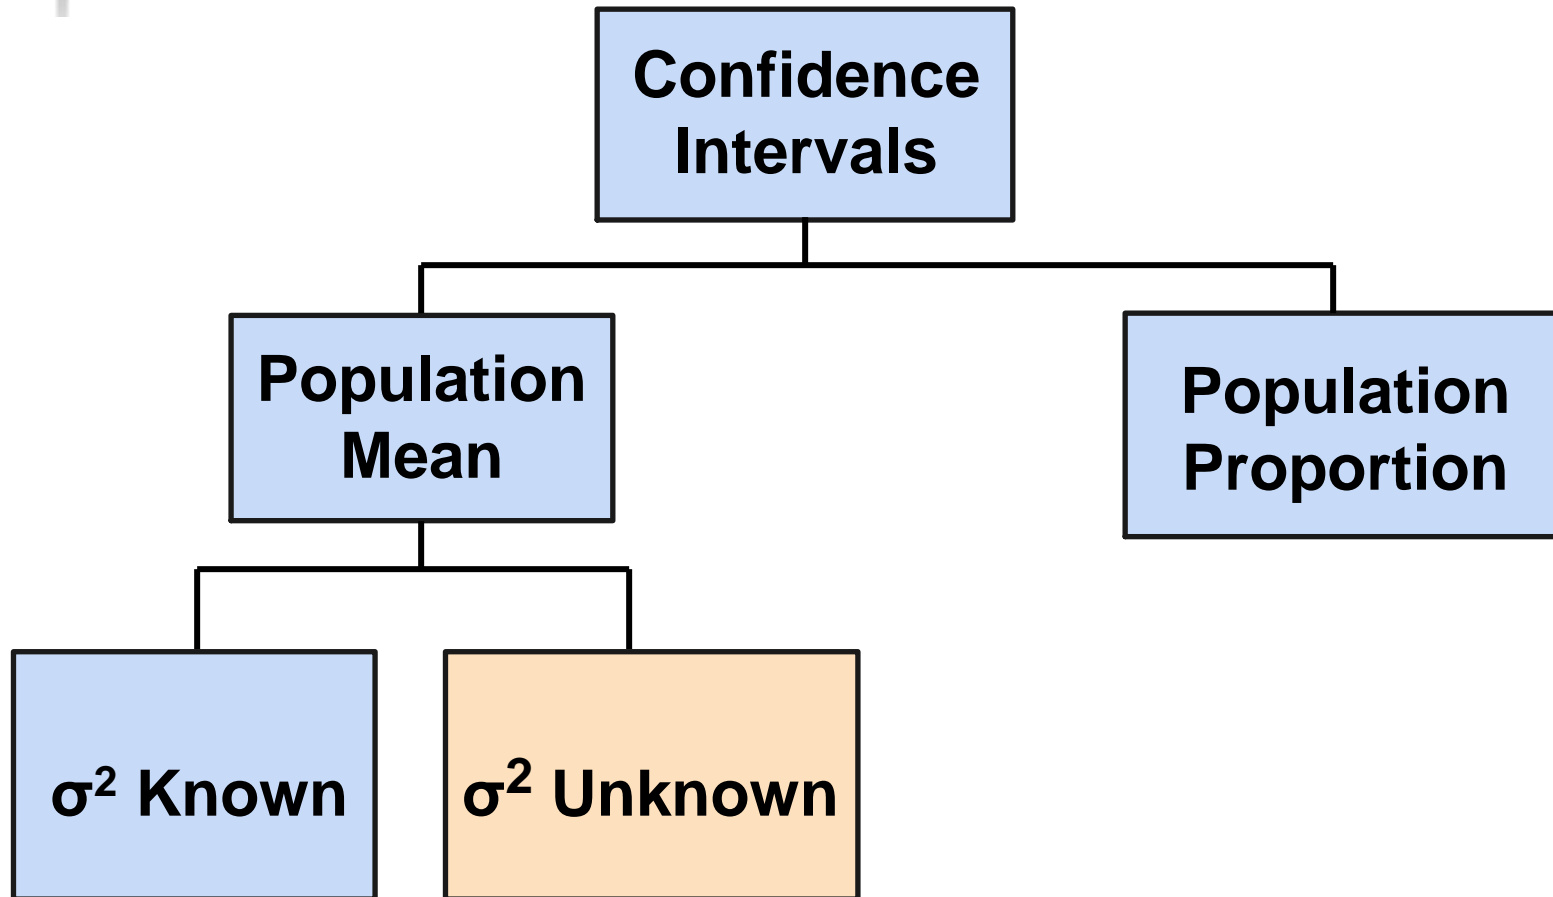 Confidence
Intervals
Population
Mean
Population
Proportion
σ² Known
σ² Unknown